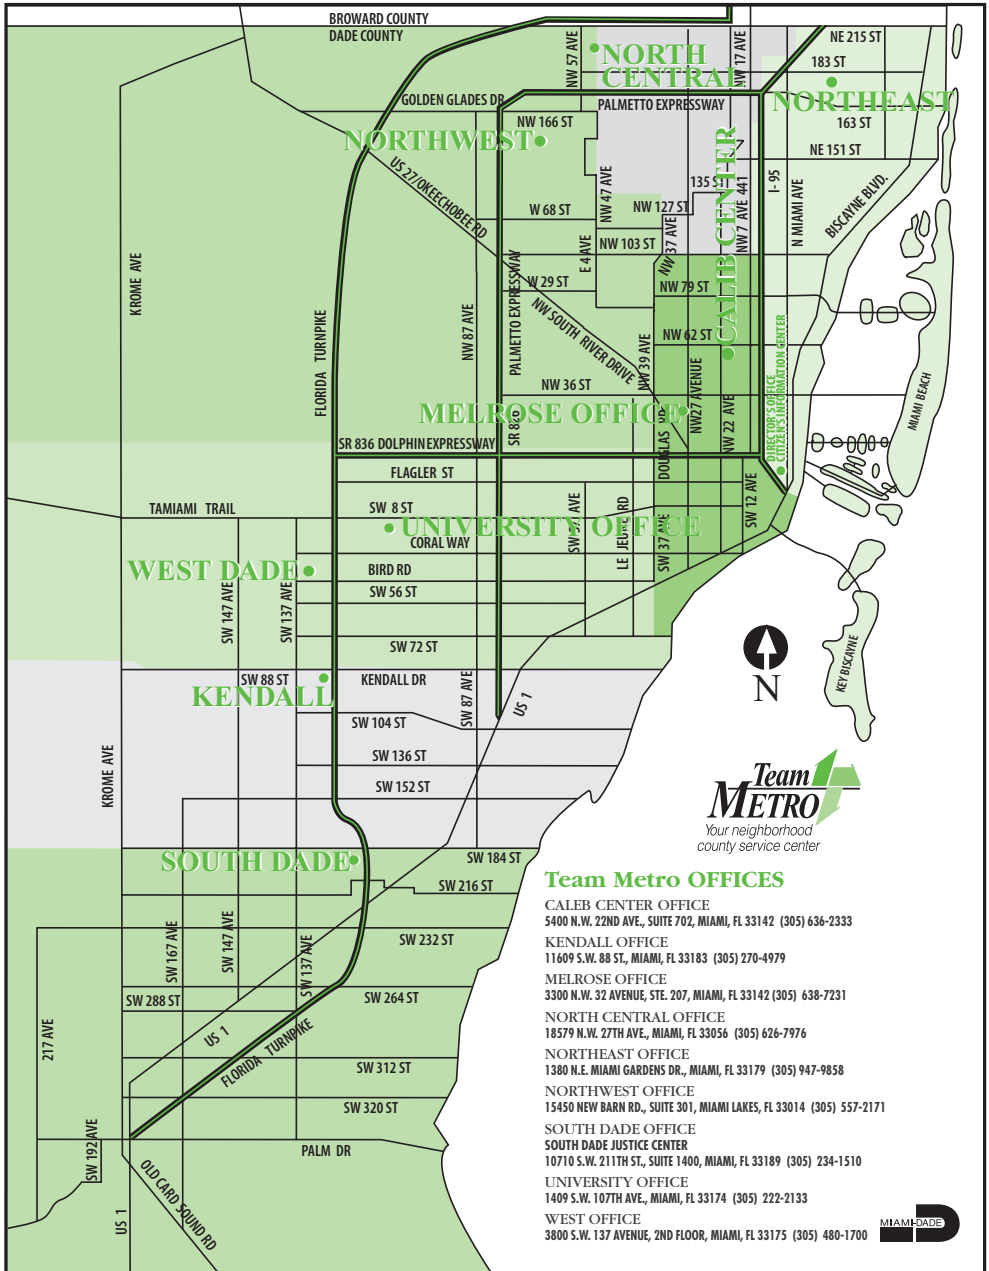 BROWARD COUNTY
DADE COUNTY
NW 57 AVE
NORTH
CENTRAL
NW 17 AVE
NE 215 ST
183 ST
NORTHEAST
GOLDEN GLADES DR
PALMETTO EXPRESSWAY
163 ST
NW 166 ST
NORTHWEST
NE 151 ST
US 27/OKEECHOBEE RD
NW 47 AVE
135 ST
NW 7 AVE 441
I-95
N MIAMI AVE
BISCAYNE BLVD.
CALIB CENTER
W 68 ST
NW 127 ST
E 4 AVE
NW 103 ST
NW 37 AVE
KROME AVE
FLORIDA TURNPIKE
NW 87 AVE
PALMETTO EXPRESSWAY
W 29 ST
NW 79 ST
NW SOUTH RIVER DRIVE
NW 62 ST
NW 39 AVE
NW 36 ST
NW27 AVENUE
NW 22 AVE
DIRECTOR'S OFFICE
CITIZEN'S INFORMATION CENTER
MIAMI BEACH
MELROSE OFFICE
SR 826
DOUGLAS RD
SR 836 DOLPHIN EXPRESSWAY
FLAGLER ST
TAMIAMI TRAIL
SW 8 ST
SW 57 AVE
LE JEUNE RD
SW 37 AVE
SW 12 AVE
UNIVERSITY OFFICE
CORAL WAY
WEST DADE
BIRD RD
SW 56 ST
SW 147 AVE
SW 137 AVE
SW 72 ST
KEY BISCAYNE
N
SW 88 ST
KENDALL DR
KENDALL
SW 87 AVE
US 1
SW 104 ST
KROME AVE
SW 136 ST
SW 152 ST
Team
METRO
Your neighborhood
county service center
SOUTH DADE
SW 184 ST
SW 216 ST
SW 167 AVE
SW 147 AVE
SW 137 AVE
SW 232 ST
SW 288 ST
SW 264 ST
217 AVE
US 1
FLORIDA TURNPIKE
SW 312 ST
SW 320 ST
SW 192 AVE
PALM DR
OLD CARD SOUND RD
US 1
Team Metro OFFICES
CALEB CENTER OFFICE
5400 N.W. 22ND AVE., SUITE 702, MIAMI, FL 33142 (305) 636-2333
KENDALL OFFICE
11609 S.W. 88 ST., MIAMI, FL 33183 (305) 270-4979
MELROSE OFFICE
3300 N.W. 32 AVENUE, STE. 207, MIAMI, FL 33142 (305) 638-7231
NORTH CENTRAL OFFICE
18579 N.W. 27TH AVE., MIAMI, FL 33056 (305) 626-7976
NORTHEAST OFFICE
1380 N.E. MIAMI GARDENS DR., MIAMI, FL 33179 (305) 947-9858
NORTHWEST OFFICE
15450 NEW BARN RD., SUITE 301, MIAMI LAKES, FL 33014 (305) 557-2171
SOUTH DADE OFFICE
SOUTH DADE JUSTICE CENTER
10710 S.W. 211TH ST., SUITE 1400, MIAMI, FL 33189 (305) 234-1510
UNIVERSITY OFFICE
1409 S.W. 107TH AVE., MIAMI, FL 33174 (305) 222-2133
WEST OFFICE
3800 S.W. 137 AVENUE, 2ND FLOOR, MIAMI, FL 33175 (305) 480-1700
MIAMI-DADE